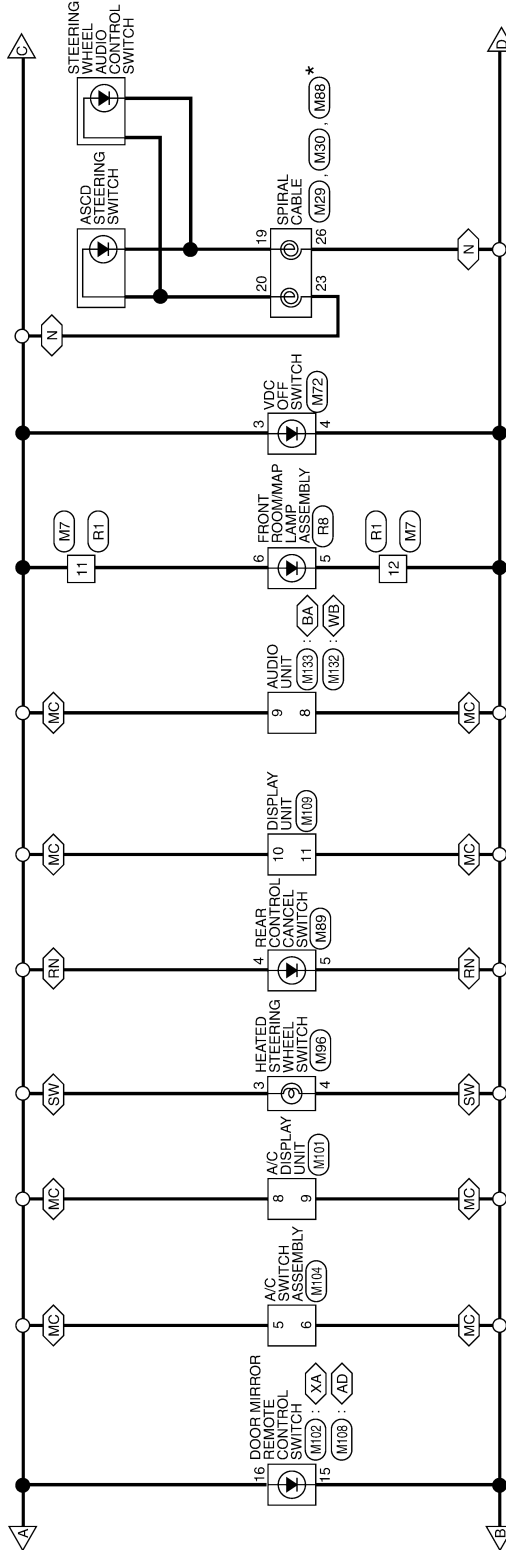 A
C
DOOR MIRROR
REMOTE
CONTROL
SWITCH
M102 : XA
M108 : AD
16
15
MC
A/C
SWITCH
ASSEMBLY
M104
5
6
MC
MC
A/C
DISPLAY
UNIT
M101
8
9
MC
SW
HEATED
STEERING
WHEEL
SWITCH
M96
3
4
SW
RN
REAR
CONTROL
CANCEL
SWITCH
M89
4
5
RN
MC
DISPLAY
UNIT
M109
10
11
MC
MC
AUDIO
UNIT
M133 : BA
M132 : WB
9
8
MC
11
M7
R1
FRONT
ROOM/MAP
LAMP
ASSEMBLY
R8
6
5
12
R1
M7
VDC
OFF
SWITCH
M72
3
4
N
ASCD
STEERING
SWITCH
STEERING
WHEEL
AUDIO
CONTROL
SWITCH
20
19
SPIRAL
CABLE
M29 , M30 , M88 *
23
26
N
B
D